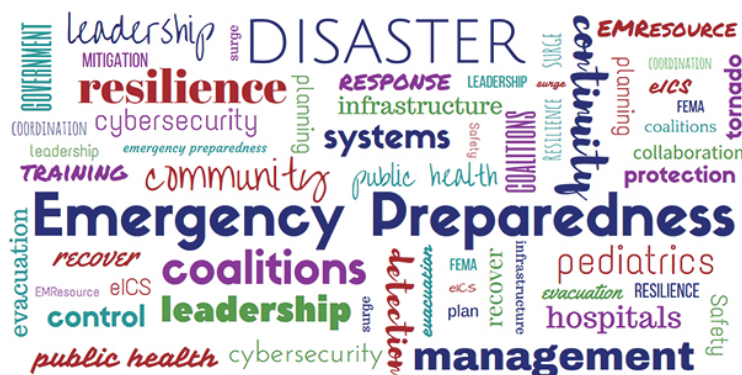 GOVERNMENT
leadership
surge
DISASTER
continuity
SURGE
EMRESOURCE
MITIGATION
resilience
planning
RESPONSE
LEADERSHIP
surge
planning
COORDINATION
eICS
tornado
infrastructure
FEMA
COORDINATION
cybersecurity
systems
Safety
COALITIONS
RESILIENCE
coalitions
leadership
emergency preparedness
collaboration
TRAINING
community
public health
protection
Emergency Preparedness
evacuation
recover
coalitions
detection
evacuation
FEMA
recover
infrastructure
pediatrics
EMResource
eICS
eICS
evacuation
RESILIENCE
control
leadership
surge
plan
hospitals
Safety
public health
cybersecurity
management